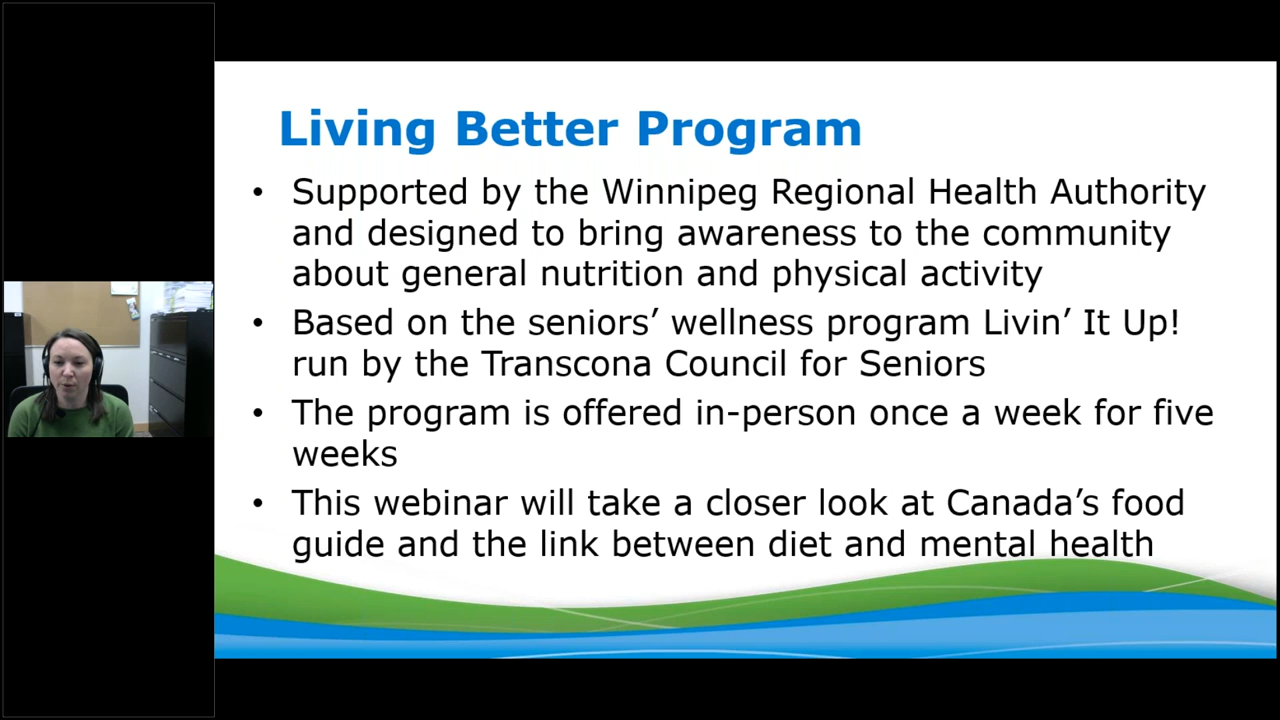 Living Better Program
• Supported by the Winnipeg Regional Health Authority
and designed to bring awareness to the community
about general nutrition and physical activity
• Based on the seniors’ wellness program Livin’ It Up!
run by the Transcona Council for Seniors
• The program is offered in-person once a week for five
weeks
• This webinar will take a closer look at Canada’s food
guide and the link between diet and mental health